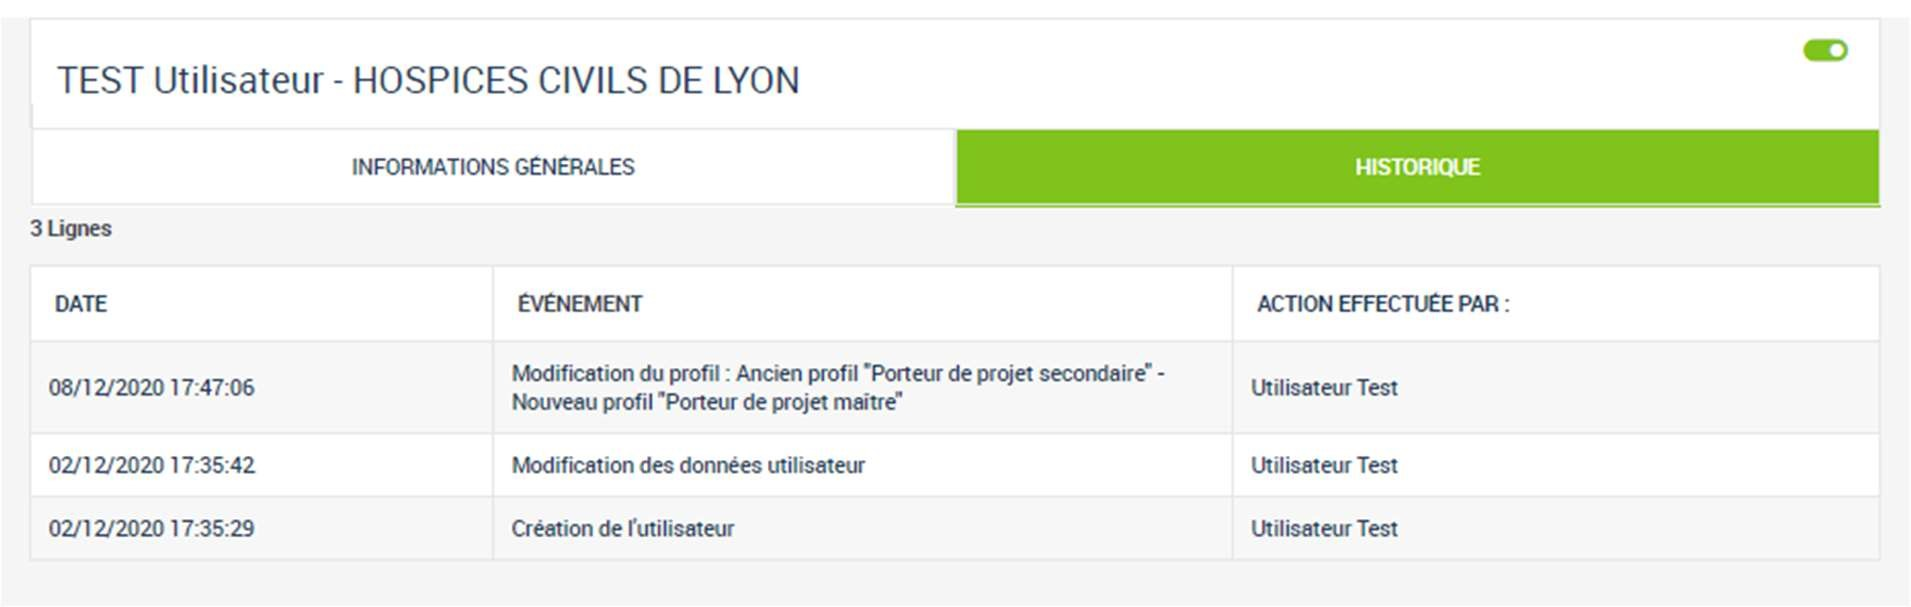 TEST Utilisateur - HOSPICES CIVILS DE LYON
INFORMATIONS GÉNÉRALES
HISTORIQUE
3 Lignes
DATE
ÉVÉNEMENT
ACTION EFFECTUÉE PAR :
08/12/2020 17:47:06
Modification du profil : Ancien profil "Porteur de projet secondaire" -
Nouveau profil "Porteur de projet maître"
Utilisateur Test
02/12/2020 17:35:42
Modification des données utilisateur
Utilisateur Test
02/12/2020 17:35:29
Création de l'utilisateur
Utilisateur Test